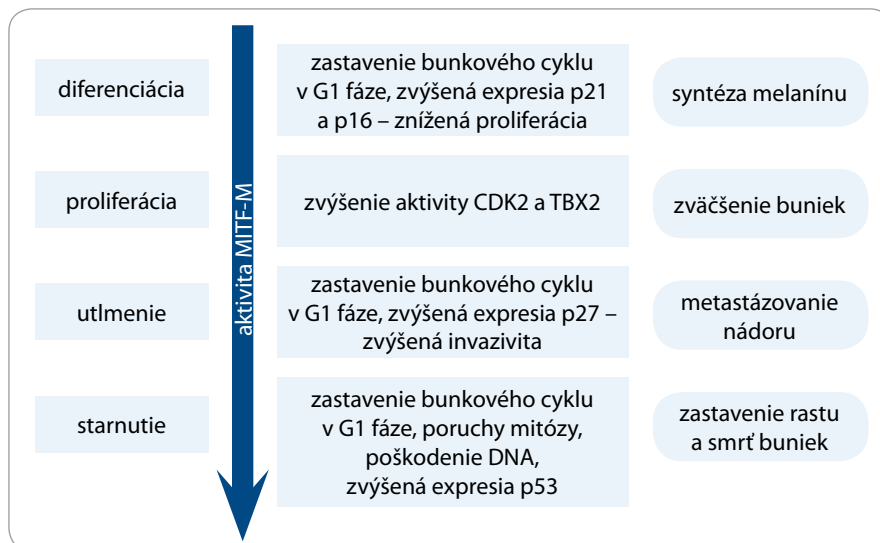 diferenciácia
zastavenie bunkového cyklu
v G1 fáze, zvýšená expresia p21
a p16 – znížená proliferácia
syntéza melanínu
proliferácia
zvýšenie aktivity CDK2 a TBX2
zväčšenie buniek
aktivita MITF-M
utlmenie
zastavenie bunkového cyklu
v G1 fáze, zvýšená expresia p27 –
zvýšená invazivita
metastázovanie
nádoru
starnutie
zastavenie bunkového cyklu
v G1 fáze, poruchy mitózy,
poškodenie DNA,
zvýšená expresia p53
zastavenie rastu
a smrť buniek